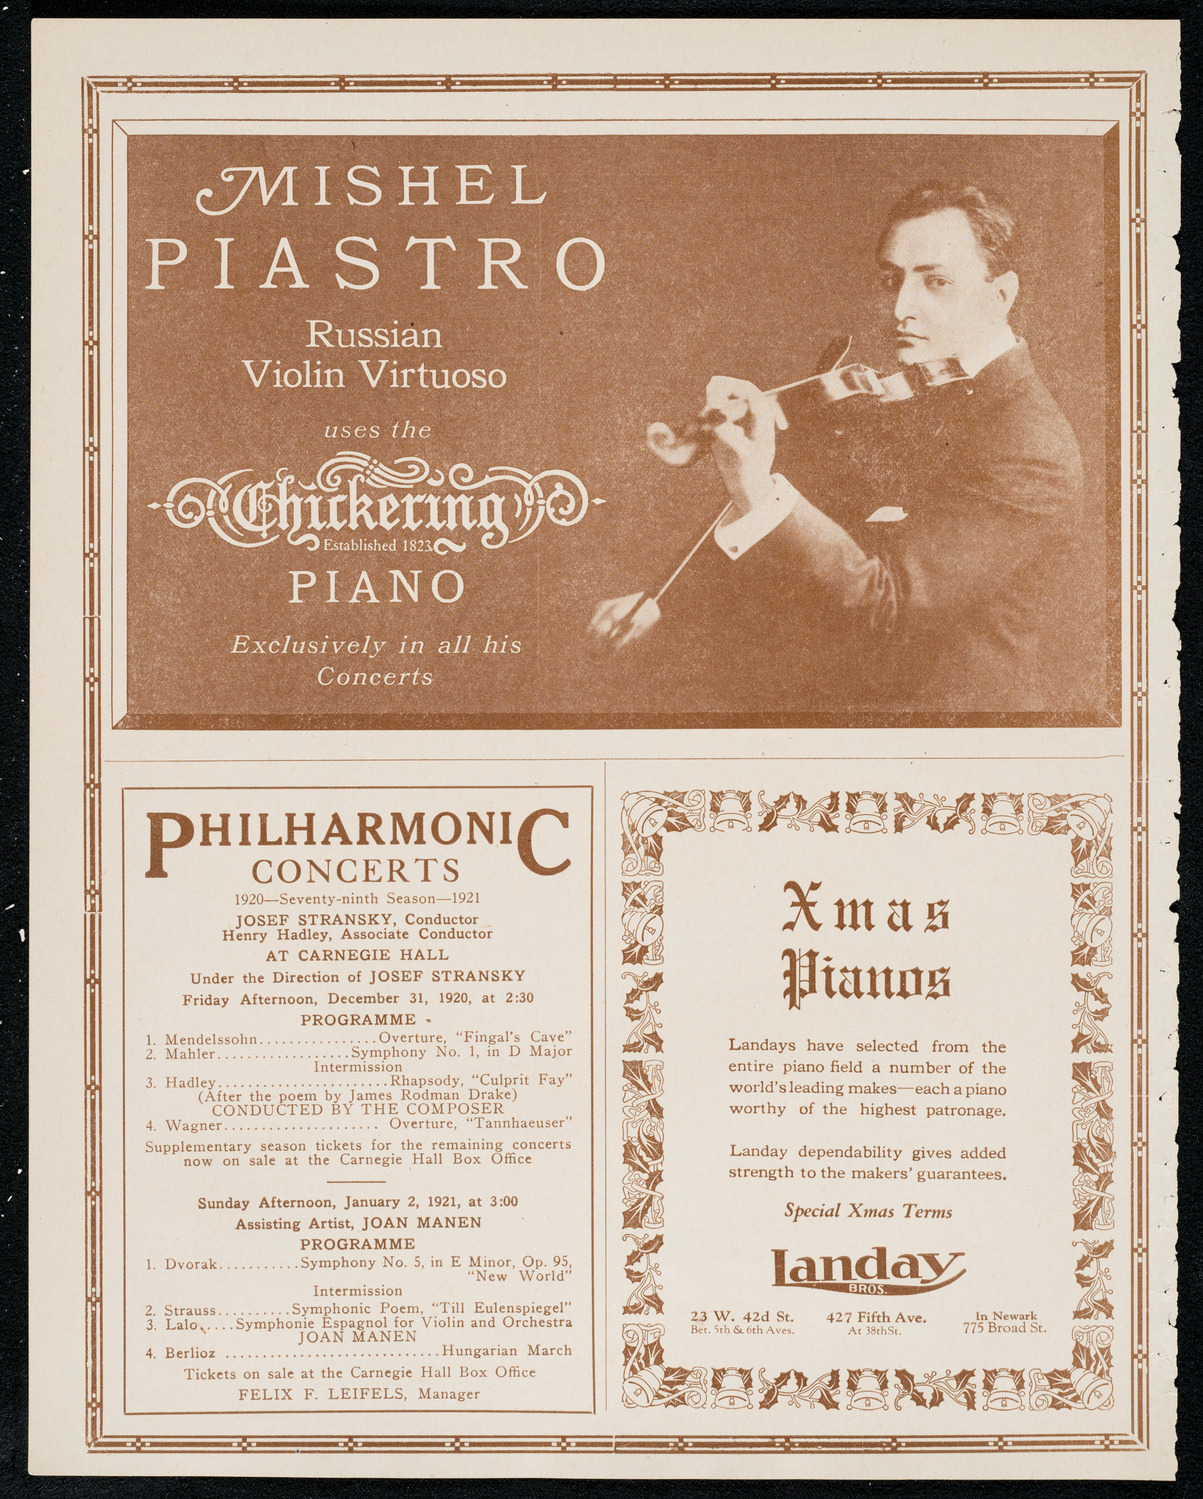 MISHEL
PIASTRO
Russian
Violin Virtuoso
uses the
Chickering
Established 1823
PIANO
Exclusively in all his
Concerts
PHILHARMONIC
CONCERTS
1920—Seventy-ninth Season—1921
JOSEF STRANSKY, Conductor
Henry Hadley, Associate Conductor
AT CARNEGIE HALL
Under the Direction of JOSEF STRANSKY
Friday Afternoon, December 31, 1920, at 2:30
PROGRAMME
1. Mendelssohn................Overture, "Fingal's Cave"
2. Mahler..................Symphony No. 1, in D Major
Intermission
3. Hadley.......................Rhapsody, "Culprit Fay"
(After the poem by James Rodman Drake)
CONDUCTED BY THE COMPOSER
4. Wagner..................... Overture, "Tannhaeuser"
Supplementary season tickets for the remaining concerts
now on sale at the Carnegie Hall Box Office
Sunday Afternoon, January 2, 1921, at 3:00
Assisting Artist, JOAN MANEN
PROGRAMME
1. Dvorak...........Symphony No. 5, in E Minor, Op. 95,
"New World"
Intermission
2. Strauss..........Symphonic Poem, "Till Eulenspiegel"
3. Lalo.....Symphonie Espagnol for Violin and Orchestra
JOAN MANEN
4. Berlioz ............................Hungarian March
Tickets on sale at the Carnegie Hall Box Office
FELIX F. LEIFELS, Manager
Xmas
Pianos
Landays have selected from the
entire piano field a number of the
world's leading makes—each a piano
worthy of the highest patronage.
Landay dependability gives added
strength to the makers' guarantees.
Special Xmas Terms
Landay
BROS.
23 W. 42d St.
Bet. 5th & 6th Aves.
427 Fifth Ave.
At 38th St.
In Newark
775 Broad St.